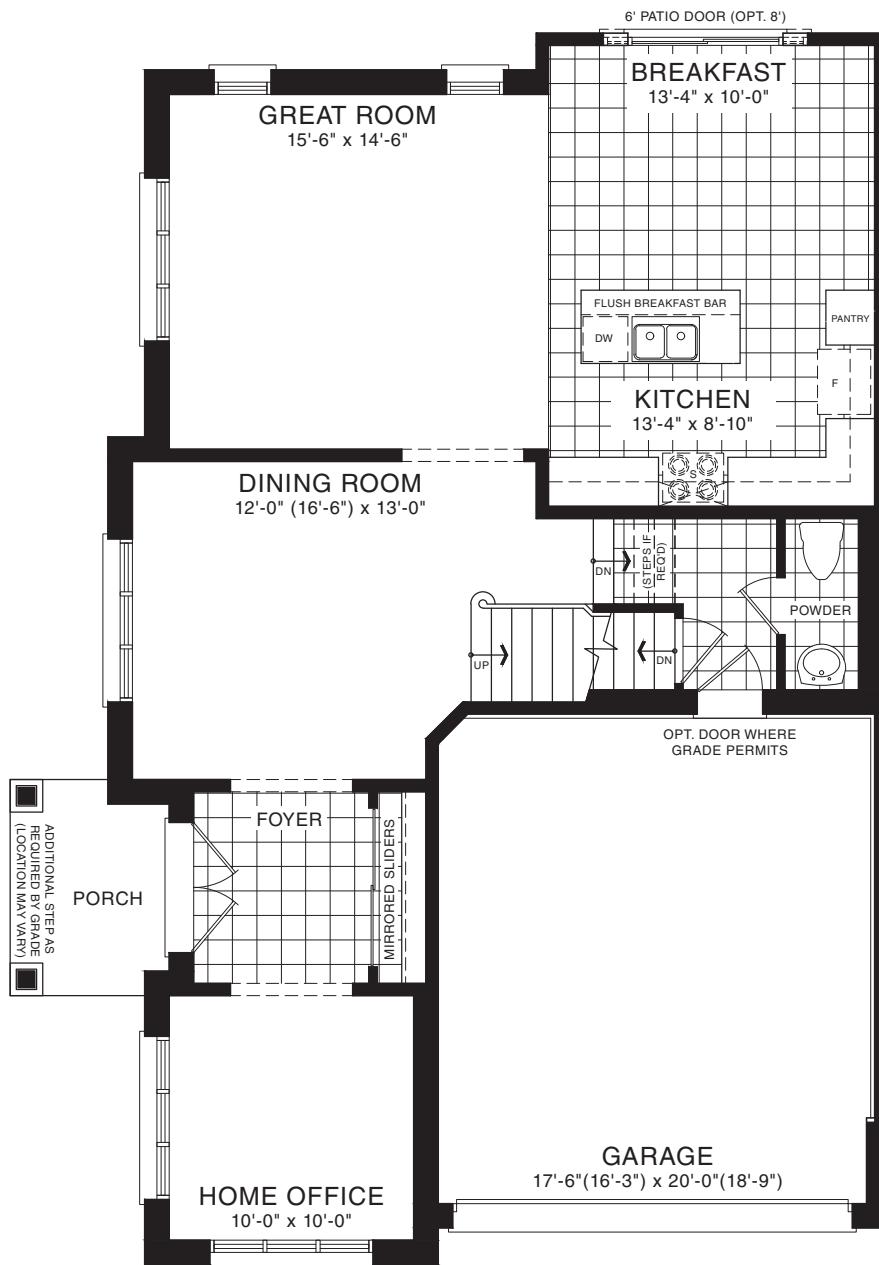 6' PATIO DOOR (OPT. 8')
BREAKFAST
13'-4" x 10'-0"
GREAT ROOM
15'-6" x 14'-6"
FLUSH BREAKFAST BAR
DW
PANTRY
F
KITCHEN
13'-4" x 8'-10"
S
DINING ROOM
12'-0" (16'-6") x 13'-0"
DN
(STEPS IF
REQ'D)
POWDER
UP
DN
OPT. DOOR WHERE
GRADE PERMITS
FOYER
MIRRORED SLIDERS
PORCH
ADDITIONAL STEP AS
REQUIRED BY GRADE
(LOCATION MAY VARY)
HOME OFFICE
10'-0" x 10'-0"
GARAGE
17'-6"(16'-3") x 20'-0"(18'-9")